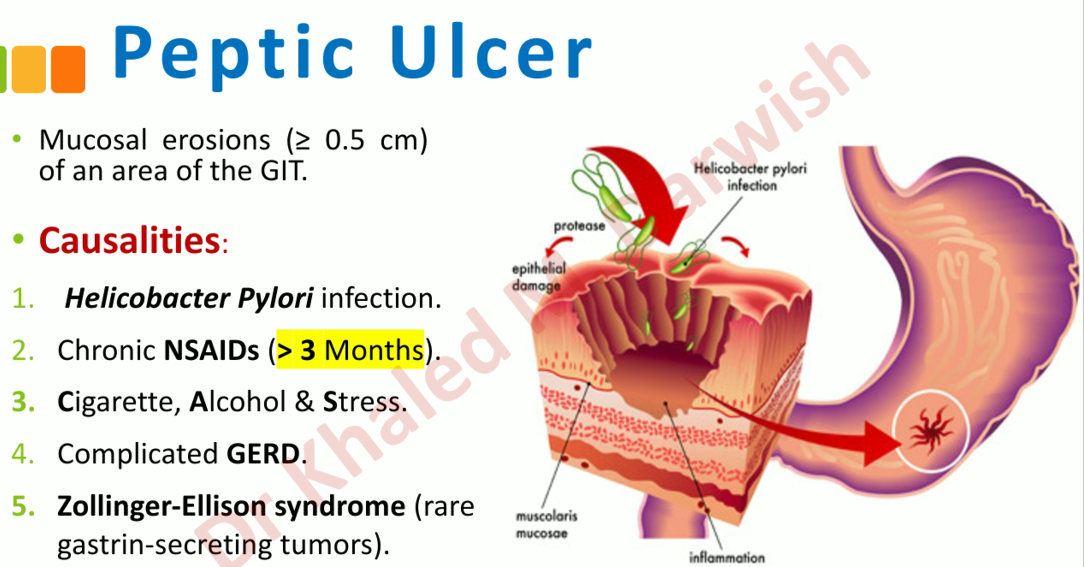 Peptic Ulcer
• Mucosal erosions (≥ 0.5 cm)
of an area of the GIT.
• Causalities:
1. Helicobacter Pylori infection.
2. Chronic NSAIDs (> 3 Months).
3. Cigarette, Alcohol & Stress.
4. Complicated GERD.
5. Zollinger-Ellison syndrome (rare
gastrin-secreting tumors).
Helicobacter pylori
infection
protease
epithelial
damage
muscolaris
mucosae
inflammation
Dr Khaled M Darwish